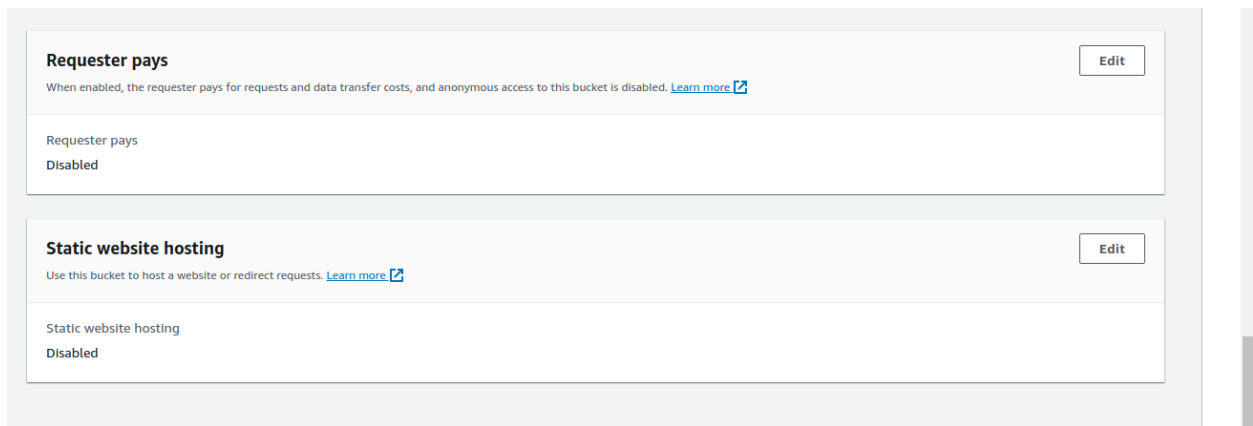 Requester pays
Edit
When enabled, the requester pays for requests and data transfer costs, and anonymous access to this bucket is disabled. Learn more
Requester pays
Disabled
Static website hosting
Edit
Use this bucket to host a website or redirect requests. Learn more
Static website hosting
Disabled